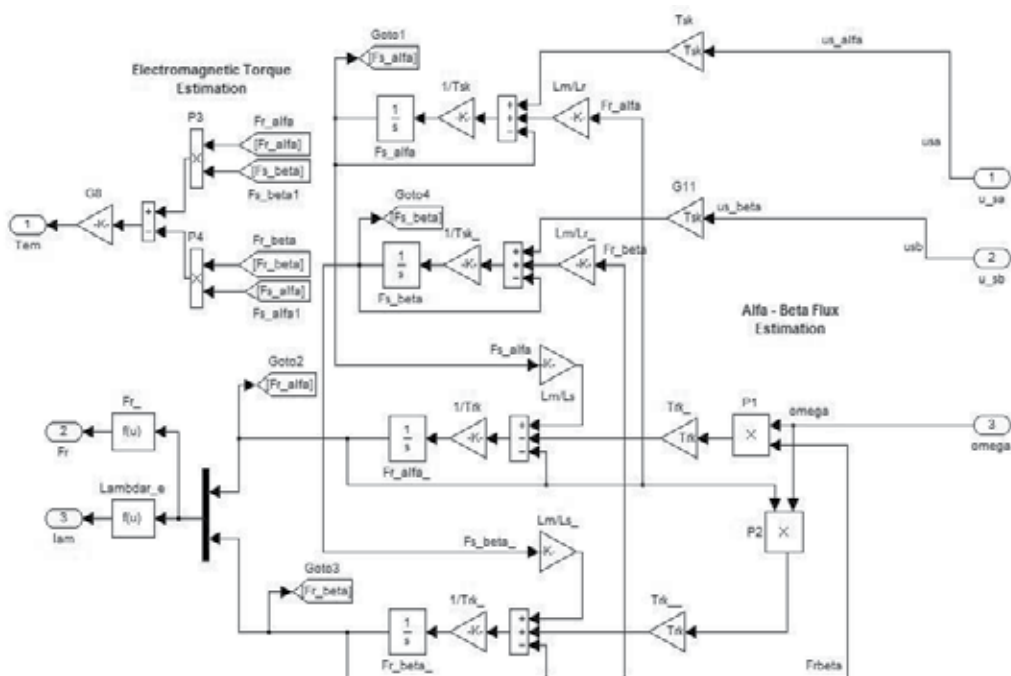 Goto1
[Fs_alfa]
Tsk
Tsk
us_alfa
Electromagnetic Torque
Estimation
1/Tsk
-K-
Lm/Lr
-K-
Fr_alfa
1
s
Fs_alfa
+
+
−
P3
×
Fr_alfa
[Fr_alfa]
[Fs_beta]
Fs_beta1
usa
1
u_sa
G8
-K-
1
Tem
+
−
Goto4
[Fs_beta]
G11
Tsk
us_beta
P4
×
Fr_beta
[Fr_beta]
[Fs_alfa]
Fs_alfa1
1/Tsk_
-K-
Lm/Lr_
-K-
Fr_beta
1
s
Fs_beta
+
+
−
usb
2
u_sb
Alfa - Beta Flux
Estimation
Fs_alfa
-K-
Lm/Ls
Goto2
[Fr_alfa]
Fr_
f(u)
2
Fr
1
s
Fr_alfa_
1/Trk
-K-
+
−
−
Trk_
Trk
P1
×
omega
3
omega
Lambdar_e
f(u)
3
lam
P2
×
Fs_beta_
Lm/Ls_
-K-
Goto3
[Fr_beta]
1
s
Fr_beta_
1/Trk_
-K-
+
+
−
Trk__
Trk
Frbeta